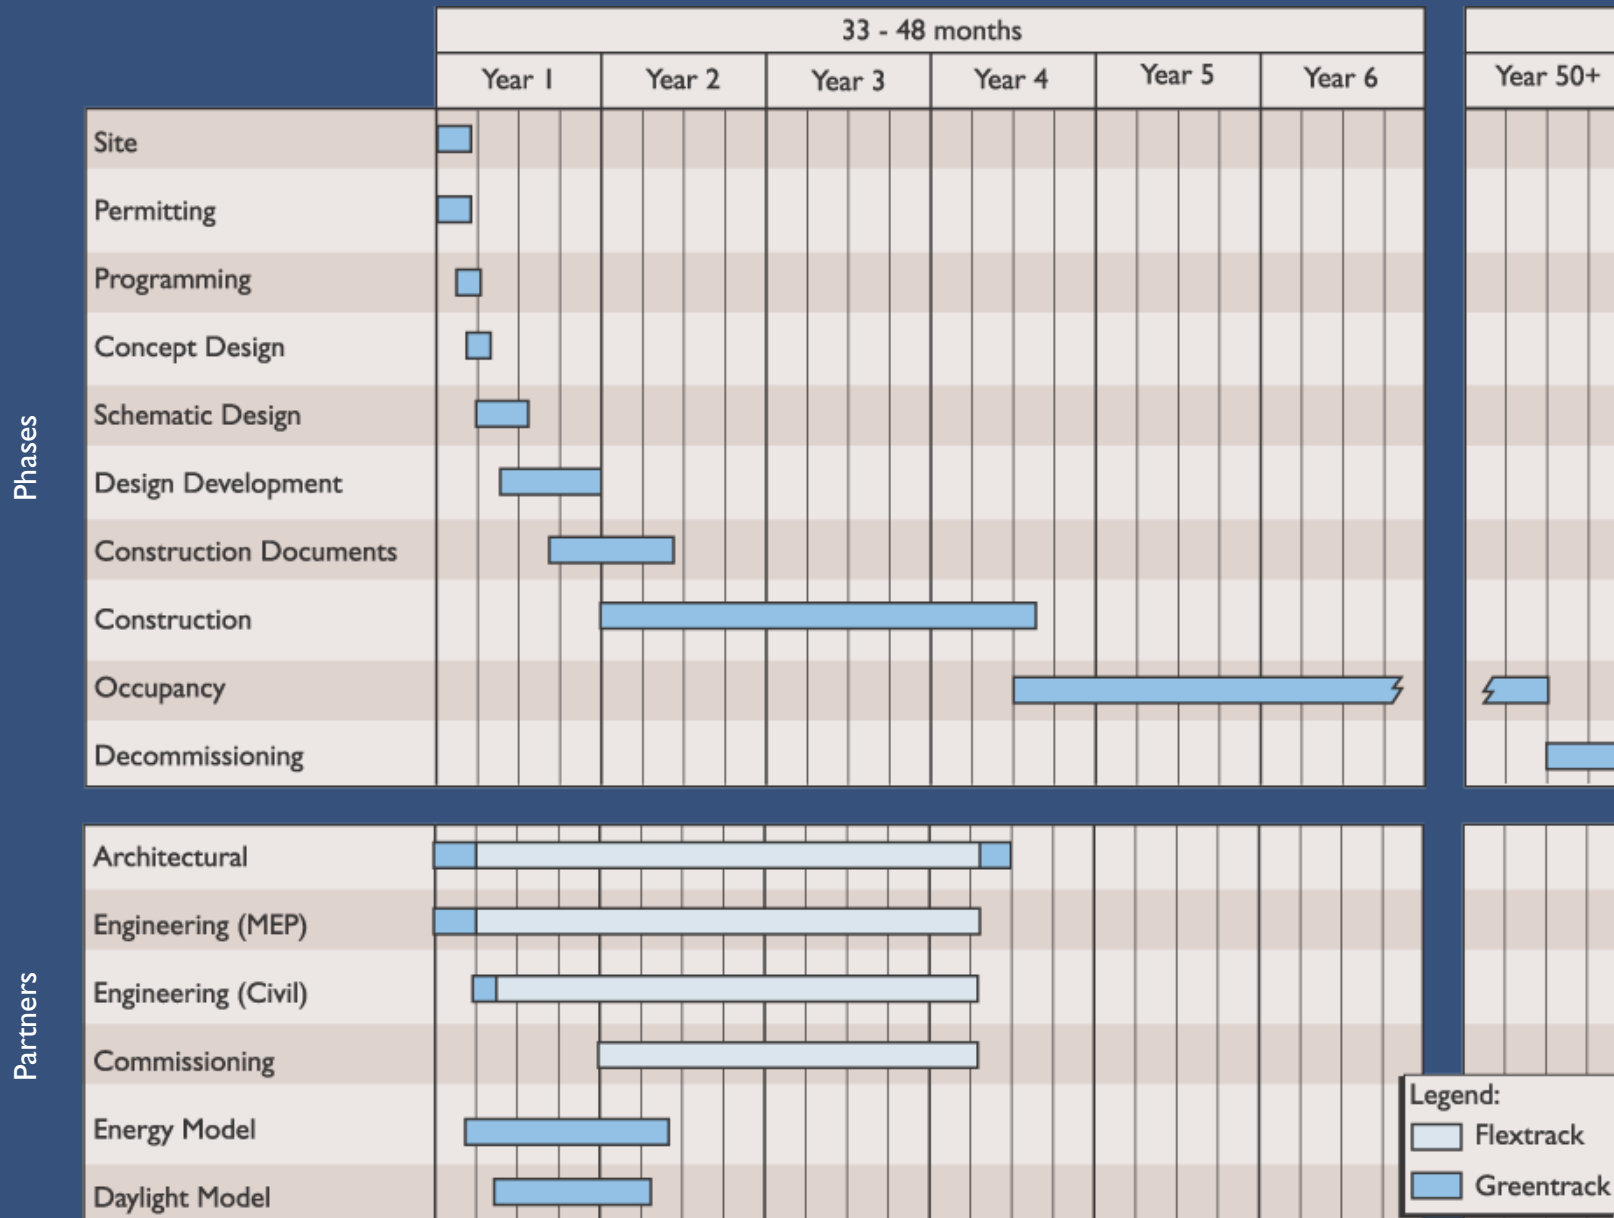 33 - 48 months
Year 1
Year 2
Year 3
Year 4
Year 5
Year 6
Year 50+
Phases
Site
Permitting
Programming
Concept Design
Schematic Design
Design Development
Construction Documents
Construction
Occupancy
Decommissioning
Partners
Architectural
Engineering (MEP)
Engineering (Civil)
Commissioning
Energy Model
Daylight Model
Legend:
Flextrack
Greentrack